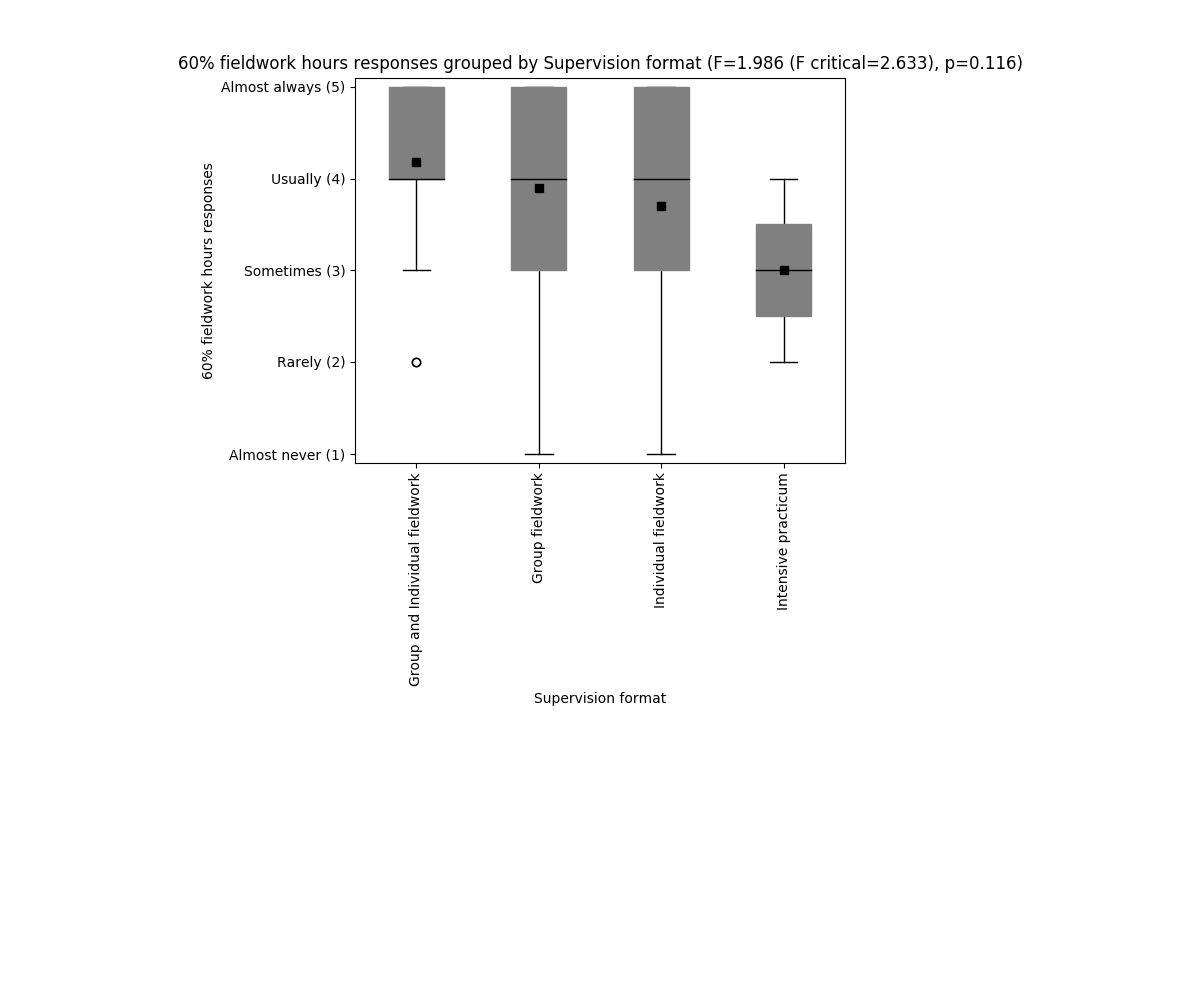 60% fieldwork hours responses grouped by Supervision format (F=1.986 (F critical=2.633), p=0.116)
60% fieldwork hours responses
Almost always (5)
Usually (4)
Sometimes (3)
Rarely (2)
Almost never (1)
Group and Individual fieldwork
Group fieldwork
Individual fieldwork
Intensive practicum
Supervision format